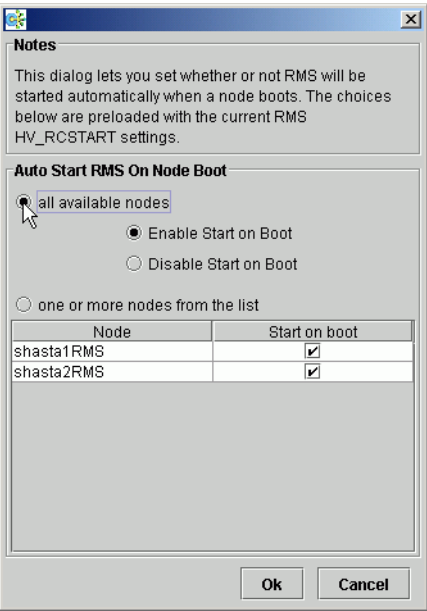 Notes
This dialog lets you set whether or not RMS will be
started automatically when a node boots. The choices
below are preloaded with the current RMS
HV_RCSTART settings.
Auto Start RMS On Node Boot
all available nodes
Enable Start on Boot
Disable Start on Boot
one or more nodes from the list
Node Start on boot
shasta1RMS
shasta2RMS
Ok Cancel